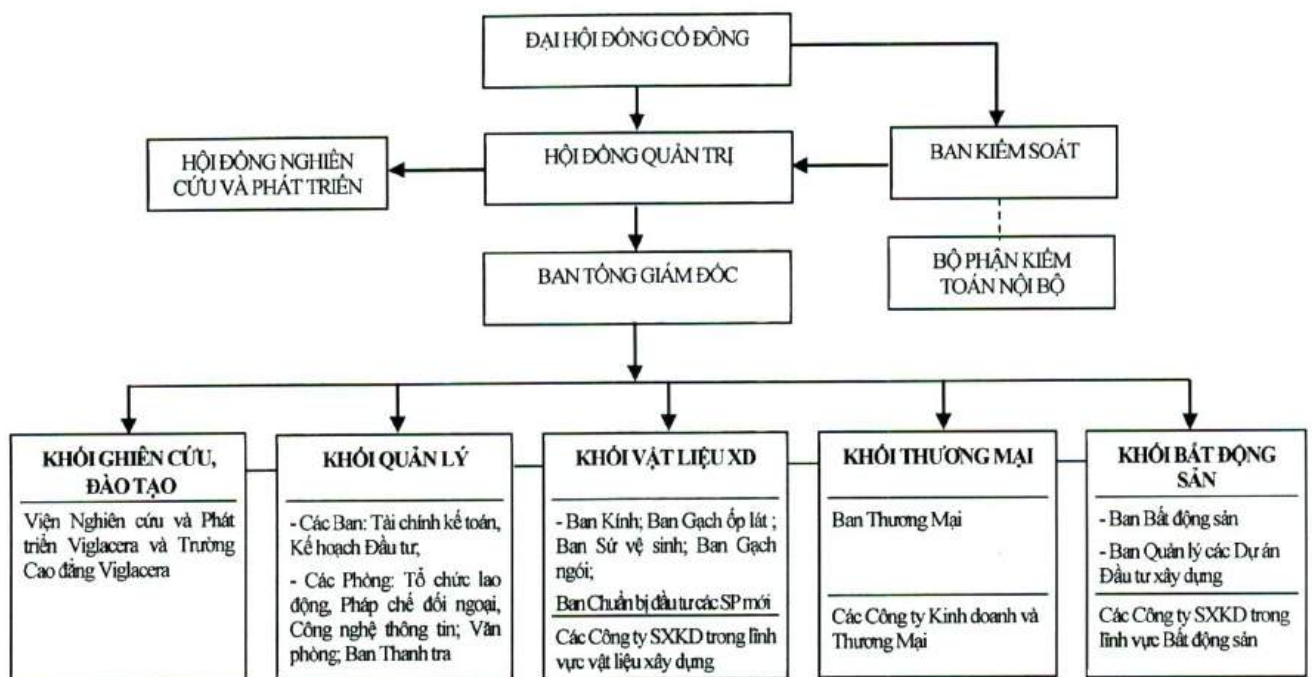 ĐẠI HỘI ĐỒNG CỔ ĐÔNG
HỘI ĐỒNG NGHIÊN
CỨU VÀ PHÁT TRIỂN
HỘI ĐỒNG QUẢN TRỊ
BAN KIỂM SOÁT
BAN TỔNG GIÁM ĐỐC
BỘ PHẬN KIỂM
TOÁN NỘI BỘ
KHỐI GHIÊN CỨU,
ĐÀO TẠO
Viện Nghiên cứu và Phát
triển Viglacera và Trường
Cao đẳng Viglacera
KHỐI QUẢN LÝ
- Các Ban: Tài chính kế toán,
Kế hoạch Đầu tư;
- Các Phòng: Tổ chức lao
động, Pháp chế đối ngoại,
Công nghệ thông tin; Văn
phòng; Ban Thanh tra
KHỐI VẬT LIỆU XD
- Ban Kính; Ban Gạch ốp lát ;
Ban Sứ vệ sinh; Ban Gạch
ngói;
Ban Chuẩn bị đầu tư các SP mới
Các Công ty SXKD trong lĩnh
vực vật liệu xây dựng
KHỐI THƯƠNG MẠI
Ban Thương Mại
Các Công ty Kinh doanh và
Thương Mại
KHỐI BẤT ĐỘNG
SẢN
- Ban Bất động sản
- Ban Quản lý các Dự án
Đầu tư xây dựng
Các Công ty SXKD trong
lĩnh vực Bất động sản